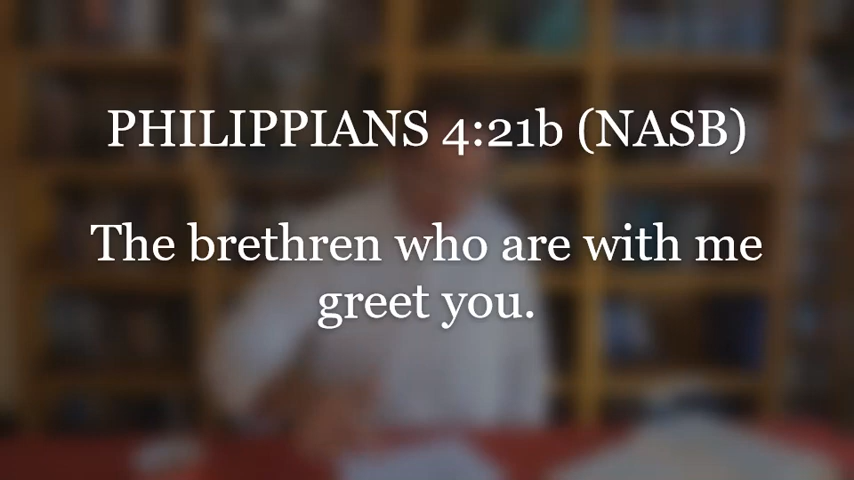 PHILIPPIANS 4:21b (NASB)
The brethren who are with me
greet you.